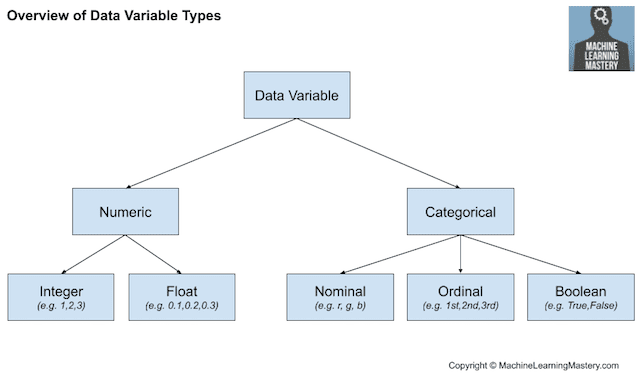 Overview of Data Variable Types
MACHINE
LEARNING
MASTERY
Data Variable
Numeric
Categorical
Integer
(e.g. 1,2,3)
Float
(e.g. 0.1,0.2,0.3)
Nominal
(e.g. r, g, b)
Ordinal
(e.g. 1st,2nd,3rd)
Boolean
(e.g. True,False)
Copyright © MachineLearningMastery.com